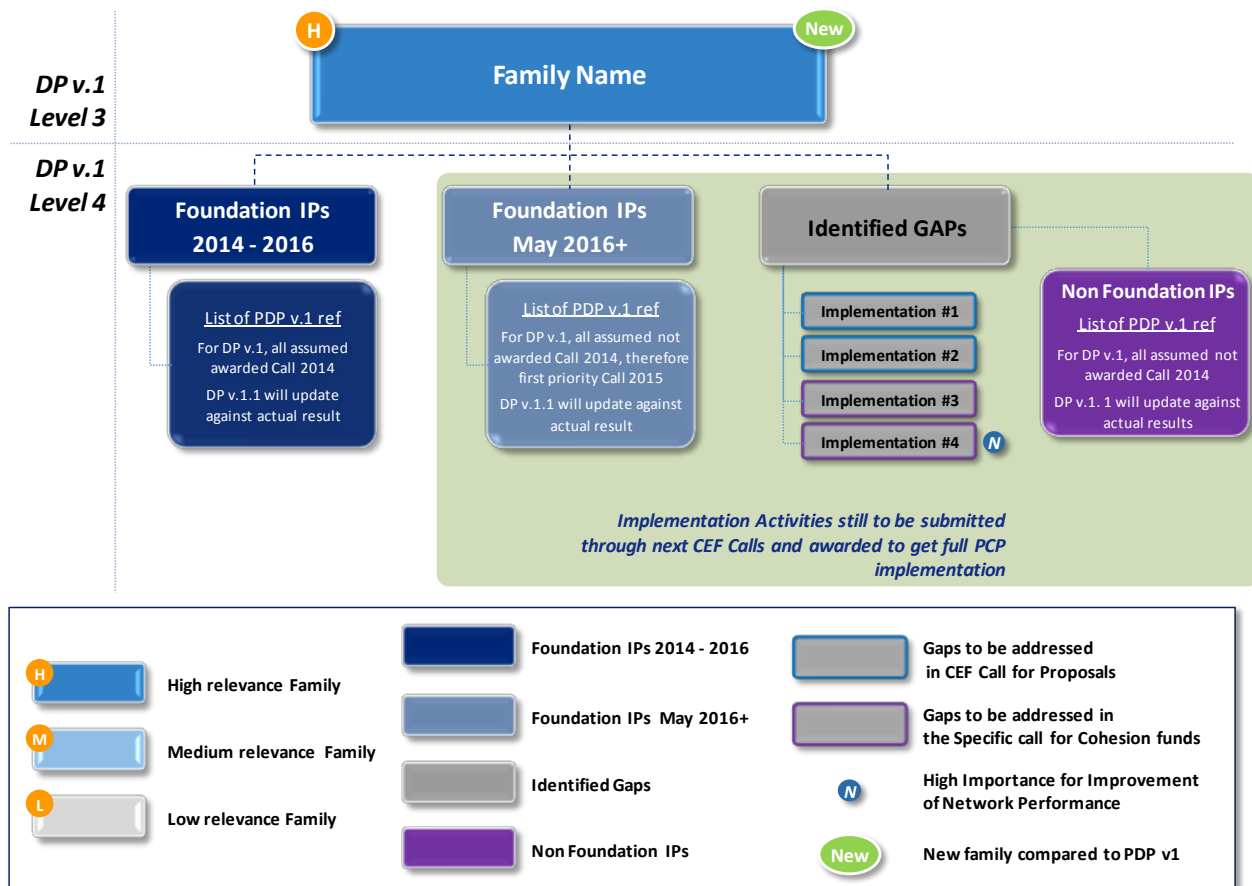 H
New
Family Name
DP v.1
Level 3
DP v.1
Level 4
Foundation IPs
2014 - 2016
List of PDP v.1 ref
For DP v.1, all assumed
awarded Call 2014
DP v.1.1 will update
against actual result
Foundation IPs
May 2016+
List of PDP v.1 ref
For DP v.1, all assumed not
awarded Call 2014, therefore
first priority Call 2015
DP v.1.1 will update against
actual result
Identified GAPs
Implementation #1
Implementation #2
Implementation #3
Implementation #4
N
Non Foundation IPs
List of PDP v.1 ref
For DP v.1, all assumed not
awarded Call 2014
DP v.1. 1 will update against
actual results
Implementation Activities still to be submitted
through next CEF Calls and awarded to get full PCP
implementation
H
High relevance Family
M
Medium relevance Family
L
Low relevance Family
Foundation IPs 2014 - 2016
Foundation IPs May 2016+
Identified Gaps
Non Foundation IPs
Gaps to be addressed
in CEF Call for Proposals
Gaps to be addressed in
the Specific call for Cohesion funds
N
High Importance for Improvement
of Network Performance
New
New family compared to PDP v1